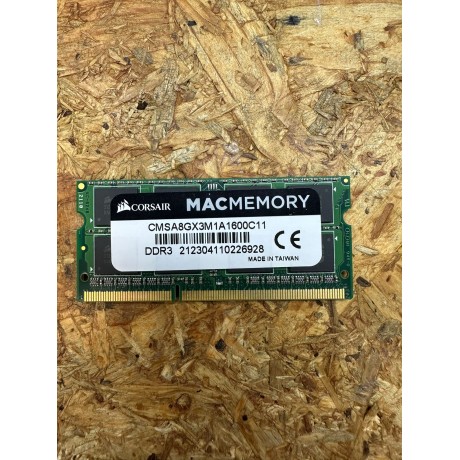 CORSAIR MACMEMORY
CMSA8GX3M1A1600C11
DDR3 212304110226928
CE
MADE IN TAIWAN